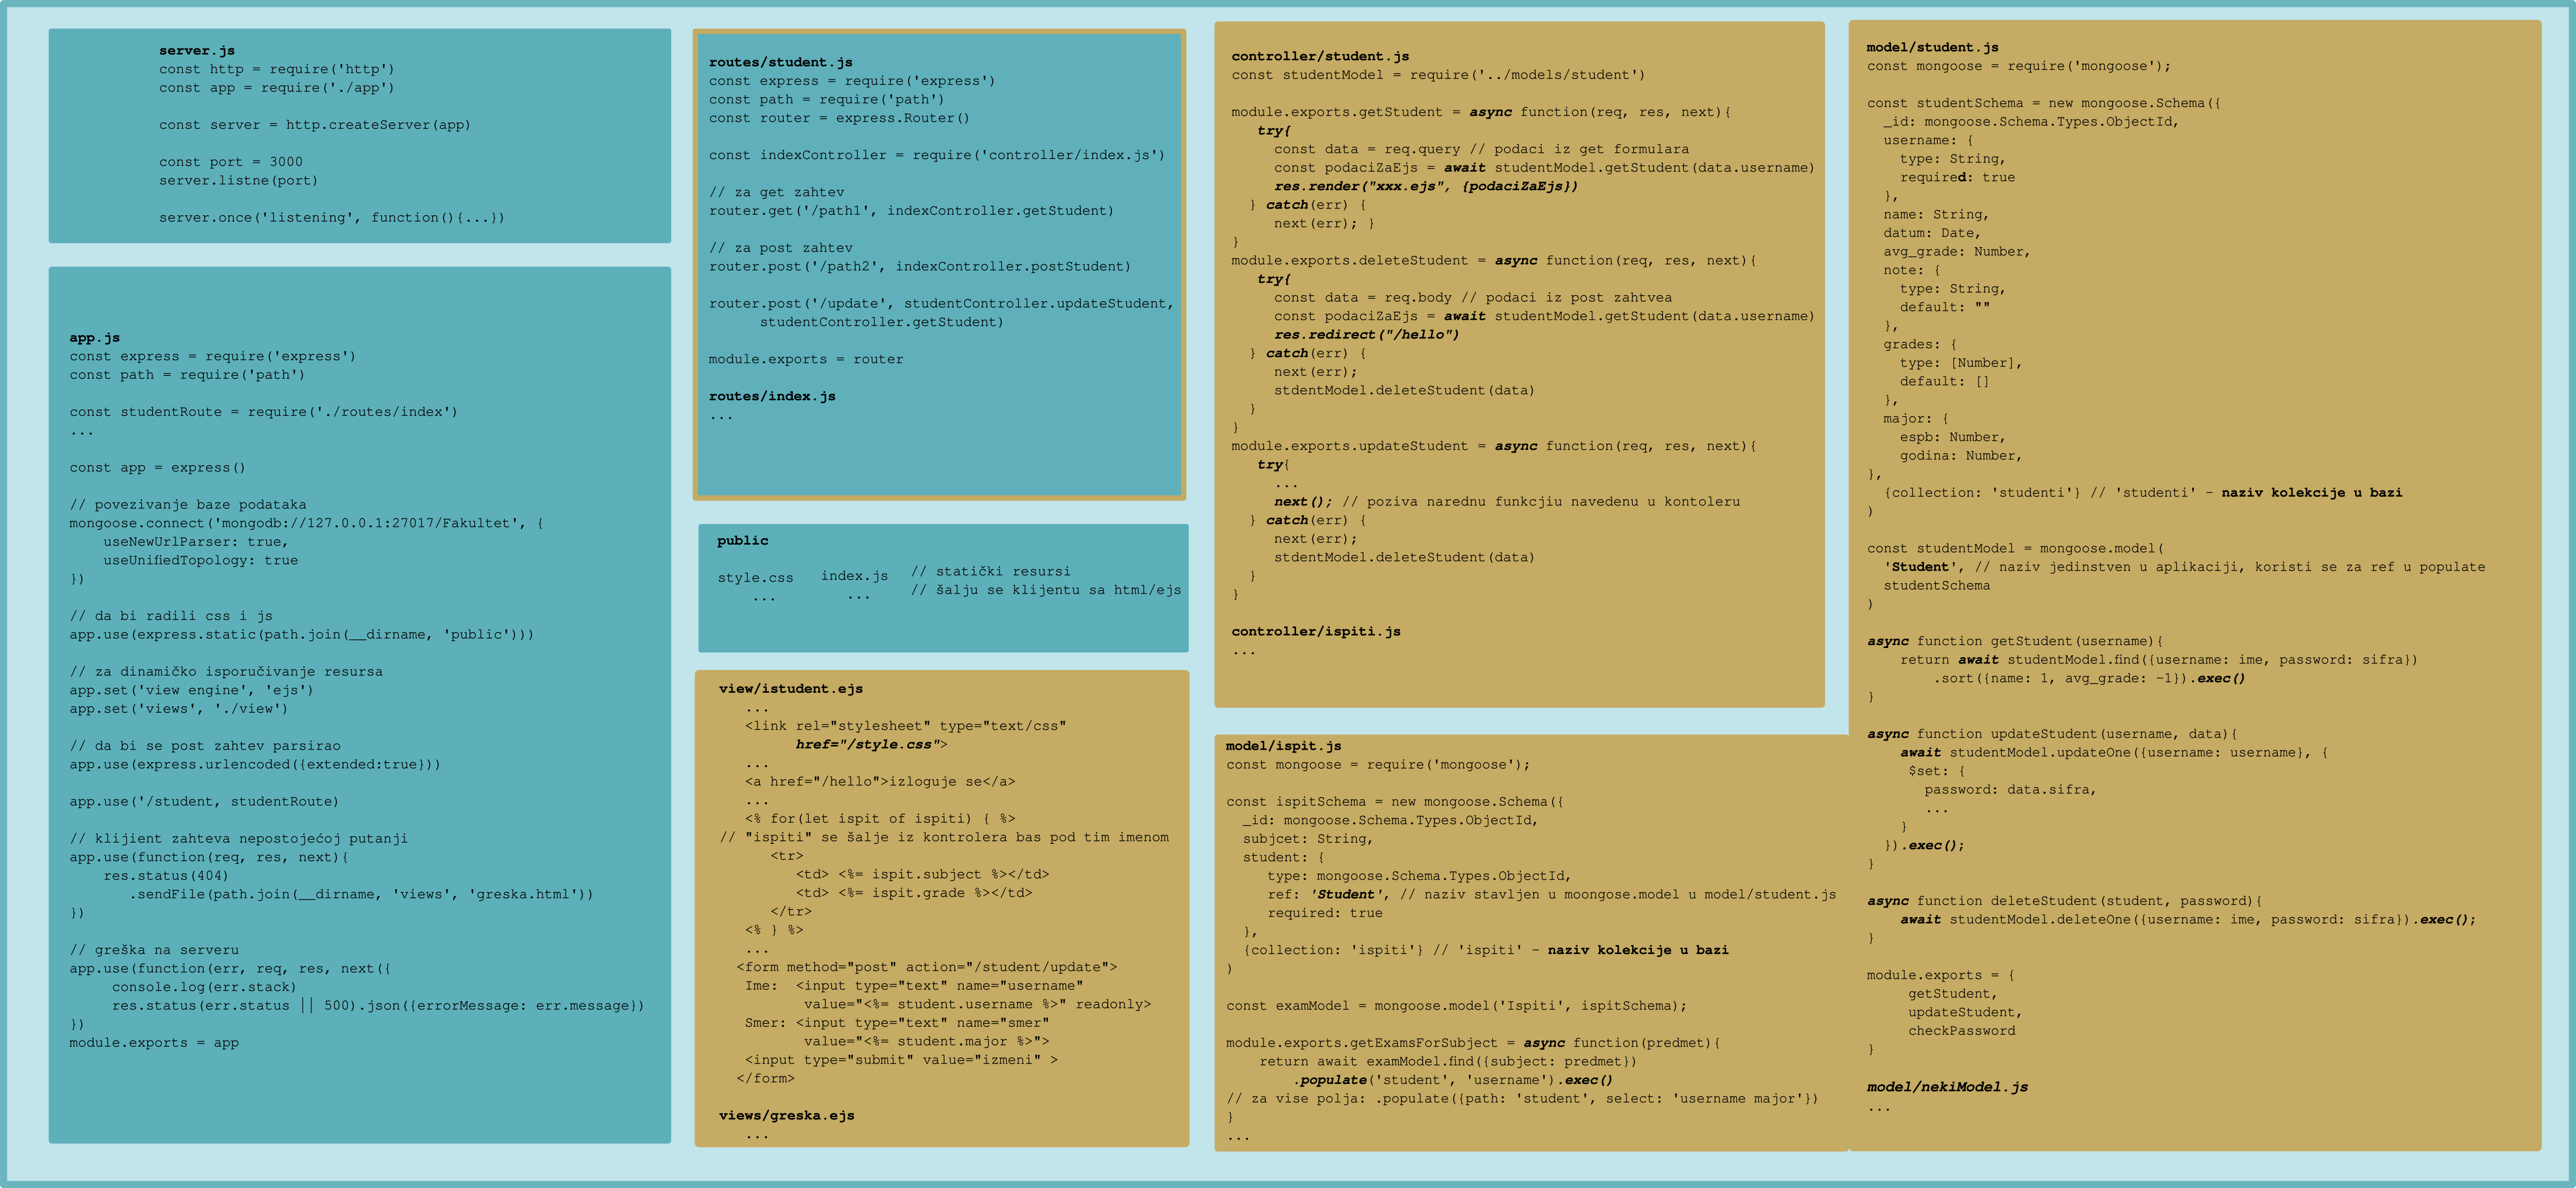 server.js
const http = require('http')
const app = require('./app')
const server = http.createServer(app)
const port = 3000
server.listne(port)
server.once('listening', function(){...})
app.js
const express = require('express')
const path = require('path')
const studentRoute = require('./routes/index')
...
const app = express()
// povezivanje baze podataka
mongoose.connect('mongodb://127.0.0.1:27017/Fakultet', {
useNewUrlParser: true,
useUnifiedTopology: true
})
// da bi radili css i js
app.use(express.static(path.join(__dirname, 'public')))
// za dinamičko isporučivanje resursa
app.set('view engine', 'ejs')
app.set('views', './view')
// da bi se post zahtev parsirao
app.use(express.urlencoded({extended:true}))
app.use('/student, studentRoute)
// klijient zahteva nepostojećoj putanji
app.use(function(req, res, next){
res.status(404)
.sendFile(path.join(__dirname, 'views', 'greska.html'))
})
// greška na serveru
app.use(function(err, req, res, next({
console.log(err.stack)
res.status(err.status || 500).json({errorMessage: err.message})
})
module.exports = app
routes/student.js
const express = require('express')
const path = require('path')
const router = express.Router()
const indexController = require('controller/index.js')
// za get zahtev
router.get('/path1', indexController.getStudent)
// za post zahtev
router.post('/path2', indexController.postStudent)
router.post('/update', studentController.updateStudent,
studentController.getStudent)
module.exports = router
routes/index.js
...
public
style.css
...
index.js
...
// statički resursi
// šalju se klijentu sa html/ejs
view/istudent.ejs
...
<link rel="stylesheet" type="text/css"
href="/style.css">
...
<a href="/hello">izloguje se</a>
...
<% for(let ispit of ispiti) { %>
// "ispiti" se šalje iz kontrolera bas pod tim imenom
<tr>
<td> <%= ispit.subject %></td>
<td> <%= ispit.grade %></td>
</tr>
<% } %>
...
<form method="post" action="/student/update">
Ime: <input type="text" name="username"
value="<%= student.username %>" readonly>
Smer: <input type="text" name="smer"
value="<%= student.major %>">
<input type="submit" value="izmeni" >
</form>
views/greska.ejs
...
controller/student.js
const studentModel = require('../models/student')
module.exports.getStudent = async function(req, res, next){
try{
const data = req.query // podaci iz get formulara
const podaciZaEjs = await studentModel.getStudent(data.username)
res.render("xxx.ejs", {podaciZaEjs})
} catch(err) {
next(err); }
}
module.exports.deleteStudent = async function(req, res, next){
try{
const data = req.body // podaci iz post zahtvea
const podaciZaEjs = await studentModel.getStudent(data.username)
res.redirect("/hello")
} catch(err) {
next(err);
stdentModel.deleteStudent(data)
}
}
module.exports.updateStudent = async function(req, res, next){
try{
...
next(); // poziva narednu funkcjiu navedenu u kontoleru
} catch(err) {
next(err);
stdentModel.deleteStudent(data)
}
}
controller/ispiti.js
...
model/ispit.js
const mongoose = require('mongoose');
const ispitSchema = new mongoose.Schema({
_id: mongoose.Schema.Types.ObjectId,
subjcet: String,
student: {
type: mongoose.Schema.Types.ObjectId,
ref: 'Student', // naziv stavljen u moongose.model u model/student.js
required: true
},
{collection: 'ispiti'} // 'ispiti' - naziv kolekcije u bazi
)
const examModel = mongoose.model('Ispiti', ispitSchema);
module.exports.getExamsForSubject = async function(predmet){
return await examModel.find({subject: predmet})
.populate('student', 'username').exec()
// za vise polja: .populate({path: 'student', select: 'username major'})
}
...
model/student.js
const mongoose = require('mongoose');
const studentSchema = new mongoose.Schema({
_id: mongoose.Schema.Types.ObjectId,
username: {
type: String,
required: true
},
name: String,
datum: Date,
avg_grade: Number,
note: {
type: String,
default: ""
},
grades: {
type: [Number],
default: []
},
major: {
espb: Number,
godina: Number,
},
{collection: 'studenti'} // 'studenti' - naziv kolekcije u bazi
)
const studentModel = mongoose.model(
'Student', // naziv jedinstven u aplikaciji, koristi se za ref u populate
studentSchema
)
async function getStudent(username){
return await studentModel.find({username: ime, password: sifra})
.sort({name: 1, avg_grade: -1}).exec()
}
async function updateStudent(username, data){
await studentModel.updateOne({username: username}, {
$set: {
password: data.sifra,
...
}
}).exec();
}
async function deleteStudent(student, password){
await studentModel.deleteOne({username: ime, password: sifra}).exec();
}
module.exports = {
getStudent,
updateStudent,
checkPassword
}
model/nekiModel.js
...